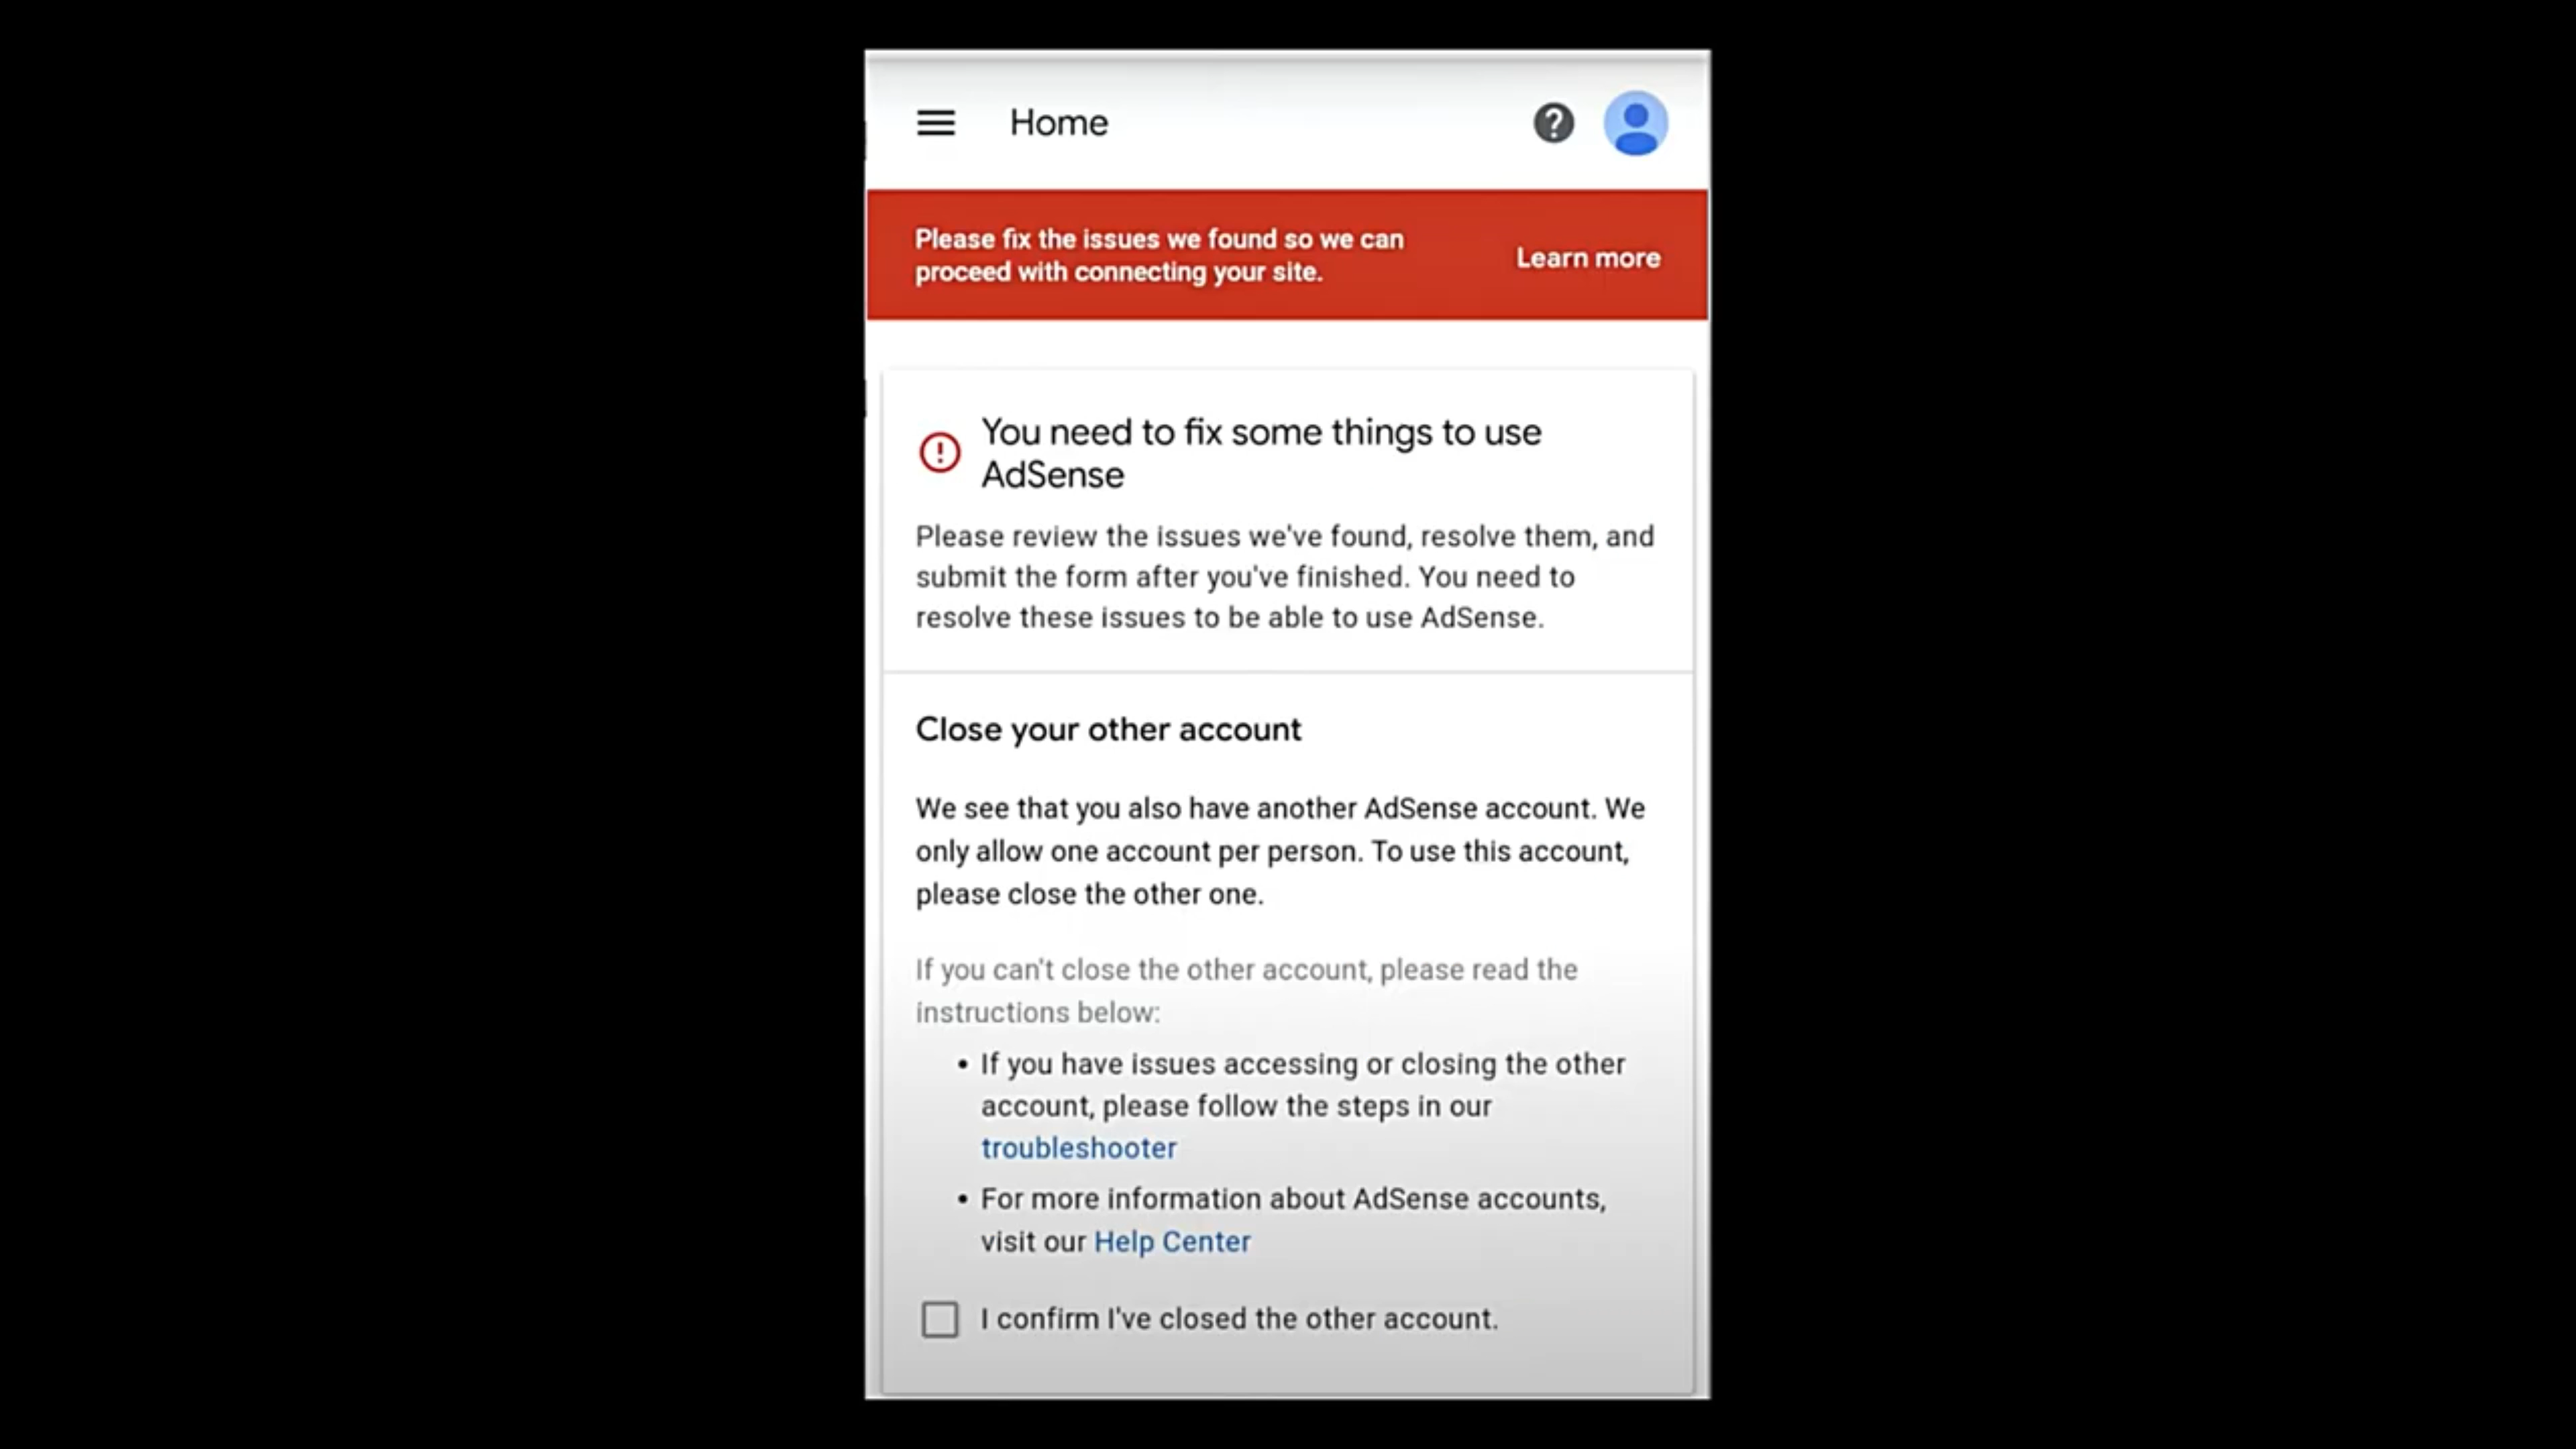 Home
Please fix the issues we found so we can
proceed with connecting your site.
Learn more
You need to fix some things to use
AdSense
Please review the issues we've found, resolve them, and
submit the form after you've finished. You need to
resolve these issues to be able to use AdSense.
Close your other account
We see that you also have another AdSense account. We
only allow one account per person. To use this account,
please close the other one.
If you can't close the other account, please read the
instructions below:
• If you have issues accessing or closing the other
account, please follow the steps in our
troubleshooter
• For more information about AdSense accounts,
visit our Help Center
I confirm I've closed the other account.